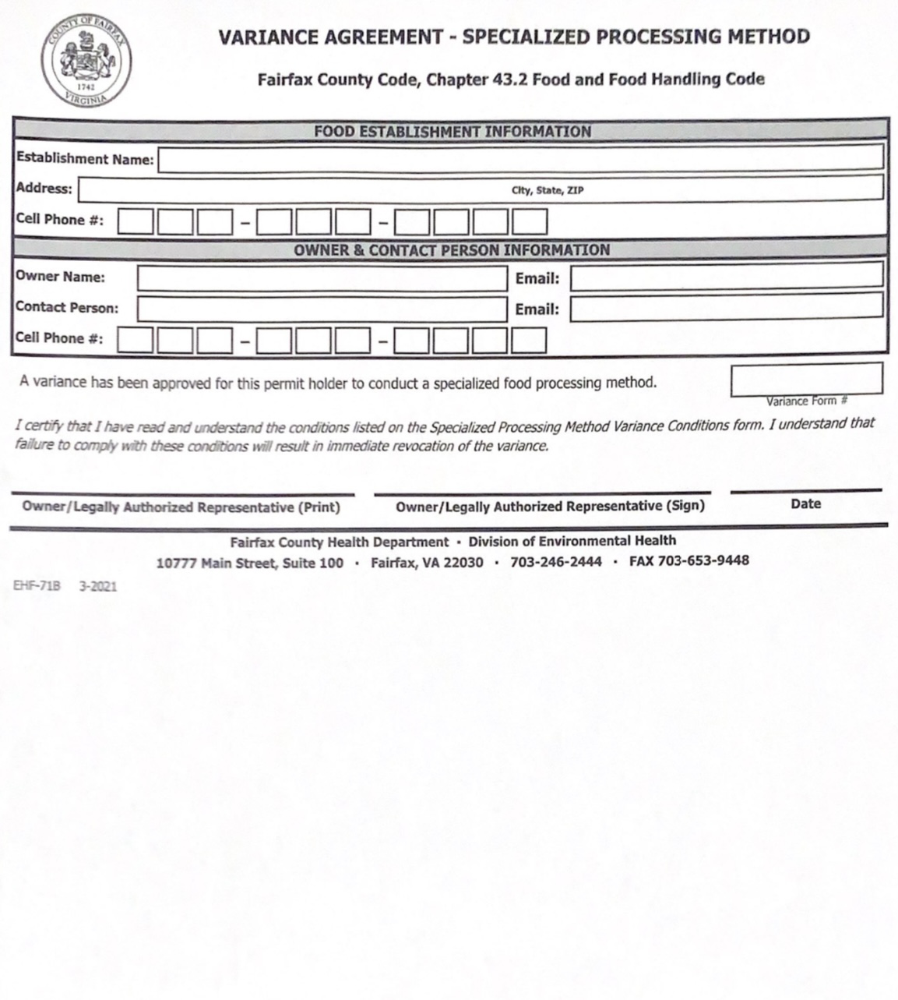 COUNTY OF FAIRFAX
1742
VIRGINIA
VARIANCE AGREEMENT - SPECIALIZED PROCESSING METHOD
Fairfax County Code, Chapter 43.2 Food and Food Handling Code
FOOD ESTABLISHMENT INFORMATION
Establishment Name:
Address: City, State, ZIP
Cell Phone #: – –
OWNER & CONTACT PERSON INFORMATION
Owner Name: Email:
Contact Person: Email:
Cell Phone #: – –
A variance has been approved for this permit holder to conduct a specialized food processing method.
Variance Form #
I certify that I have read and understand the conditions listed on the Specialized Processing Method Variance Conditions form. I understand that
failure to comply with these conditions will result in immediate revocation of the variance.
Owner/Legally Authorized Representative (Print) Owner/Legally Authorized Representative (Sign) Date
Fairfax County Health Department · Division of Environmental Health
10777 Main Street, Suite 100 · Fairfax, VA 22030 · 703-246-2444 · FAX 703-653-9448
EHF-71B 3-2021